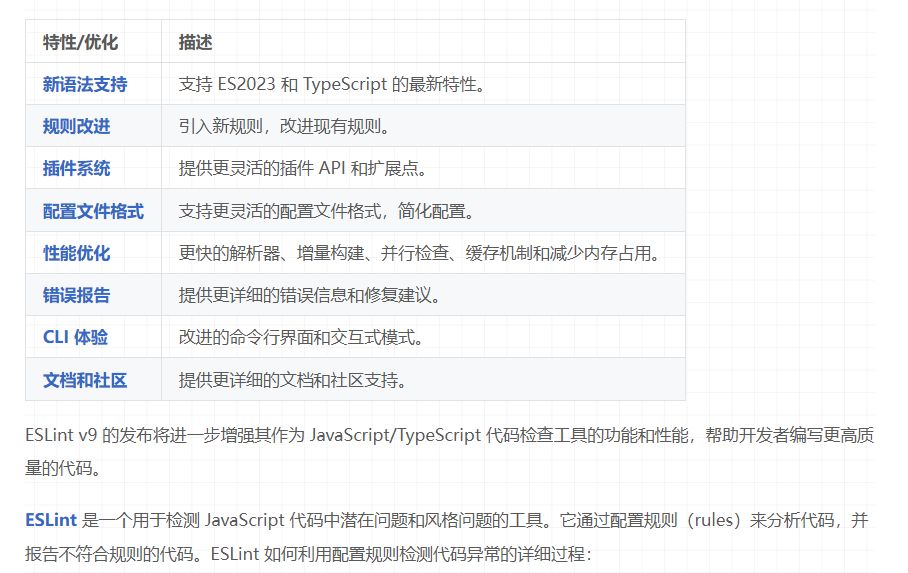 特性/优化 描述
新语法支持 支持 ES2023 和 TypeScript 的最新特性。
规则改进 引入新规则，改进现有规则。
插件系统 提供更灵活的插件 API 和扩展点。
配置文件格式 支持更灵活的配置文件格式，简化配置。
性能优化 更快的解析器、增量构建、并行检查、缓存机制和减少内存占用。
错误报告 提供更详细的错误信息和修复建议。
CLI 体验 改进的命令行界面和交互式模式。
文档和社区 提供更详细的文档和社区支持。
ESLint v9 的发布将进一步增强其作为 JavaScript/TypeScript 代码检查工具的功能和性能，帮助开发者编写更高质
量的代码。
ESLint 是一个用于检测 JavaScript 代码中潜在问题和风格问题的工具。它通过配置规则（rules）来分析代码，并
报告不符合规则的代码。ESLint 如何利用配置规则检测代码异常的详细过程：